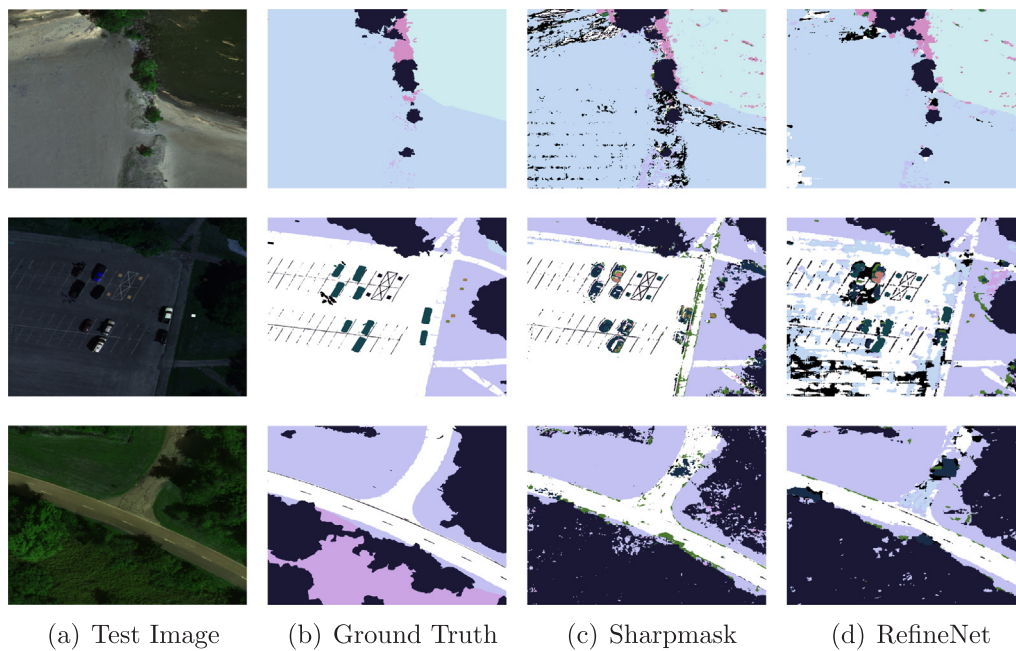 (a) Test Image
(b) Ground Truth
(c) Sharpmask
(d) RefineNet